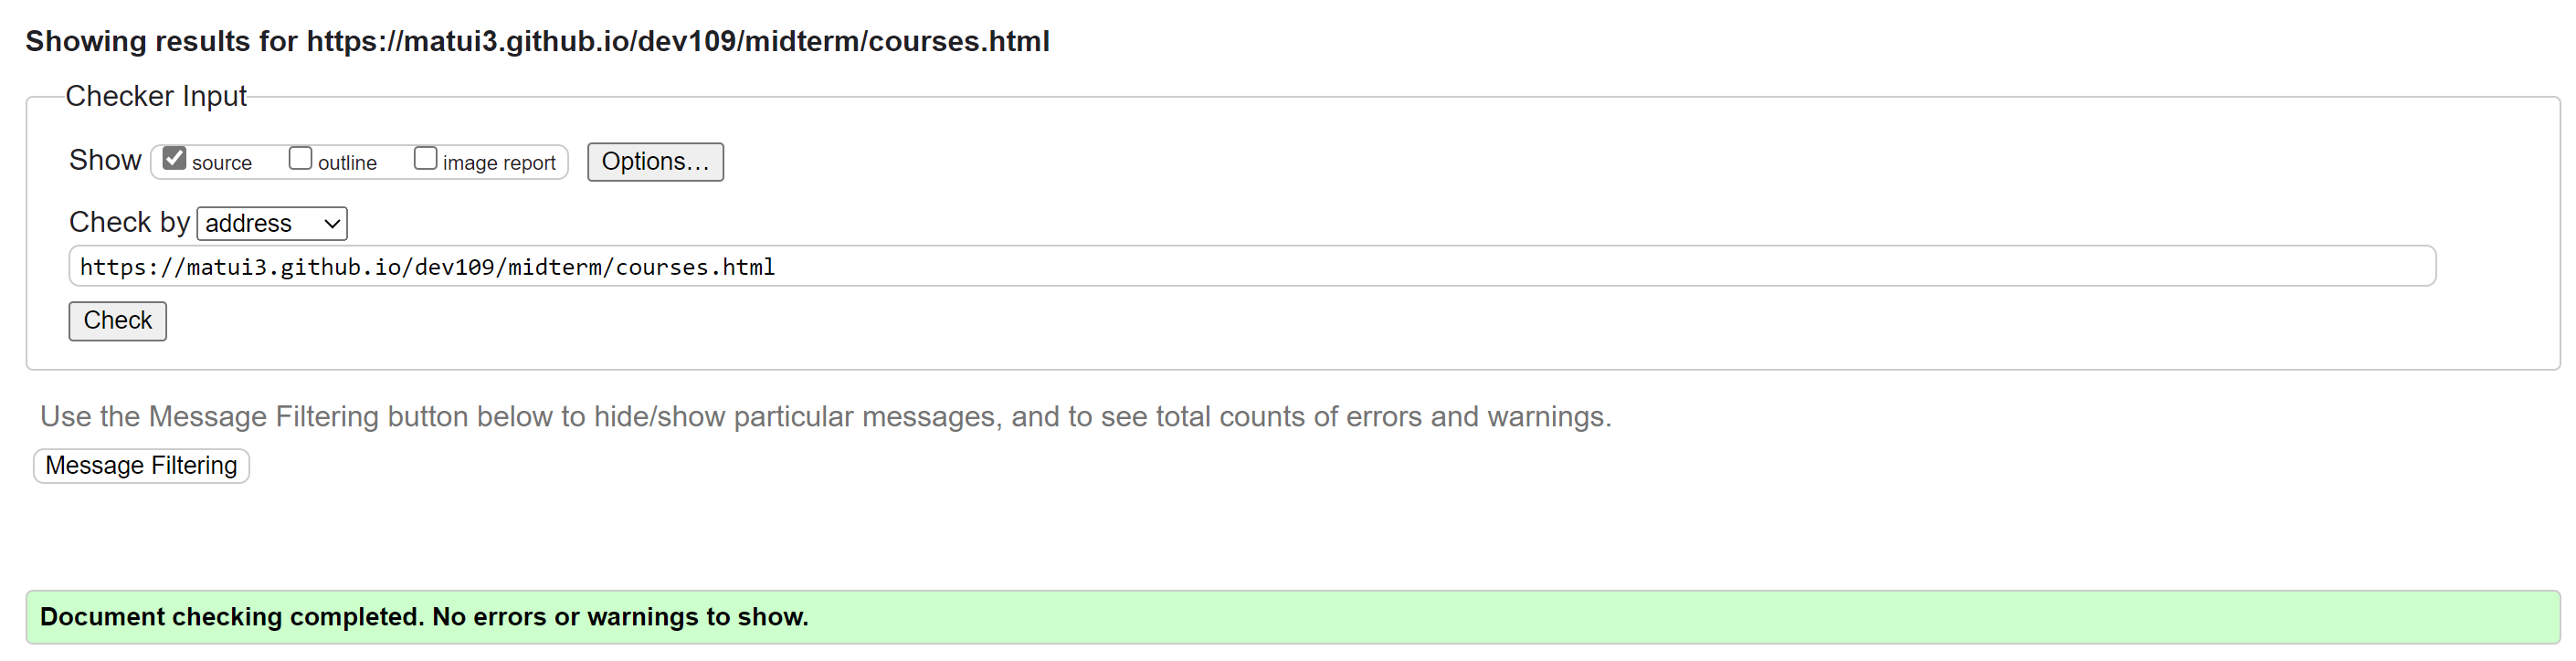 Showing results for https://matui3.github.io/dev109/midterm/courses.html
Checker Input
Show source outline image report Options...
Check by address
https://matui3.github.io/dev109/midterm/courses.html
Check
Use the Message Filtering button below to hide/show particular messages, and to see total counts of errors and warnings.
Message Filtering
Document checking completed. No errors or warnings to show.